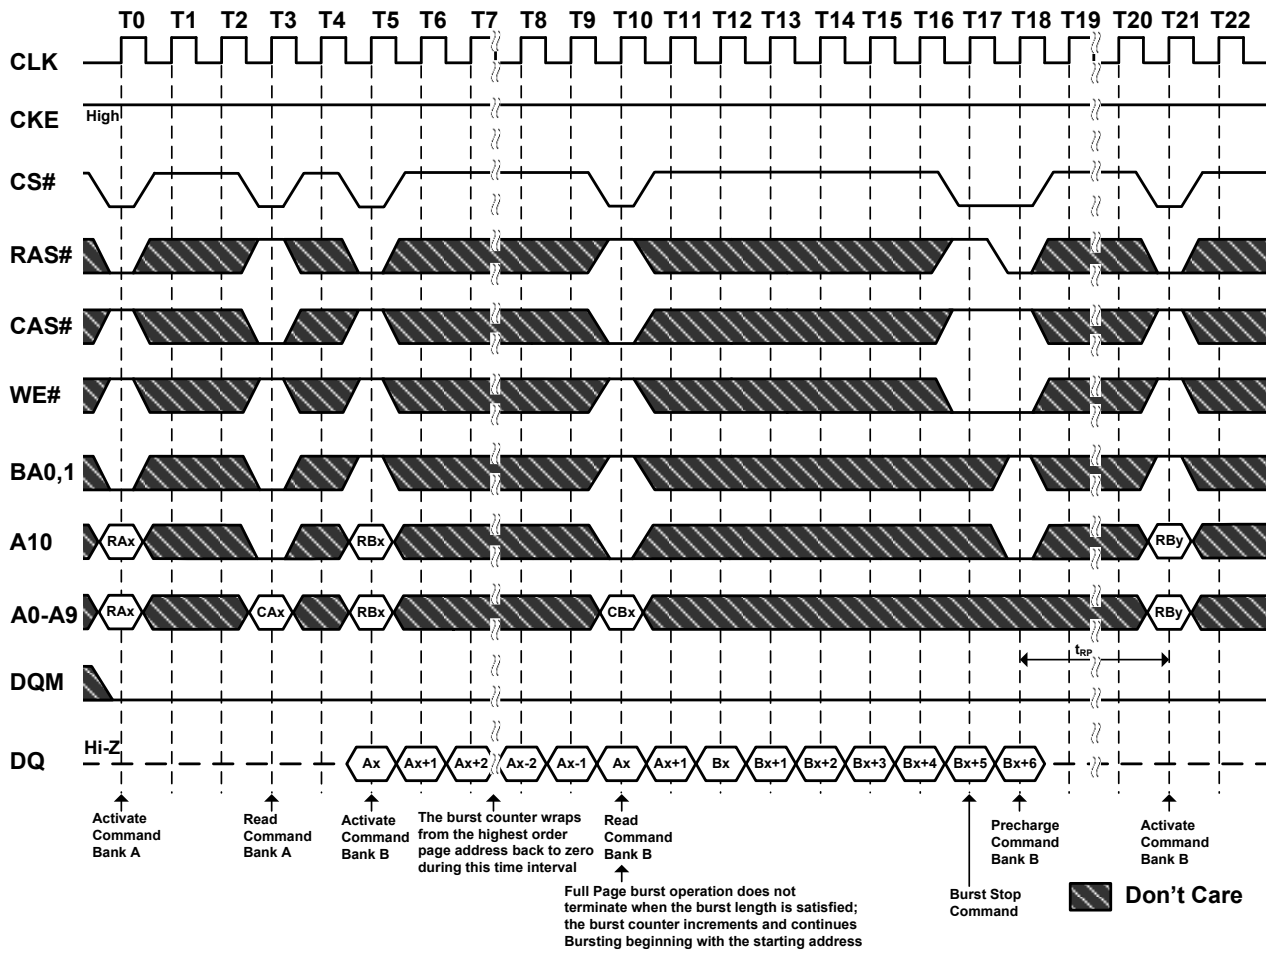 T0 T1 T2 T3 T4 T5 T6 T7 T8 T9 T10 T11 T12 T13 T14 T15 T16 T17 T18 T19 T20 T21 T22
CLK
CKE High
CS#
RAS#
CAS#
WE#
BA0,1
A10 RAx RBx RBy
A0-A9 RAx CAx RBx CBx RBy
tRP
DQM
DQ Hi-Z Ax Ax+1 Ax+2 Ax-2 Ax-1 Ax Ax+1 Bx Bx+1 Bx+2 Bx+3 Bx+4 Bx+5 Bx+6
Activate
Command
Bank A
Read
Command
Bank A
Activate
Command
Bank B
The burst counter wraps
from the highest order
page address back to zero
during this time interval
Read
Command
Bank B
Full Page burst operation does not
terminate when the burst length is satisfied;
the burst counter increments and continues
Bursting beginning with the starting address
Burst Stop
Command
Precharge
Command
Bank B
Activate
Command
Bank B
Don't Care